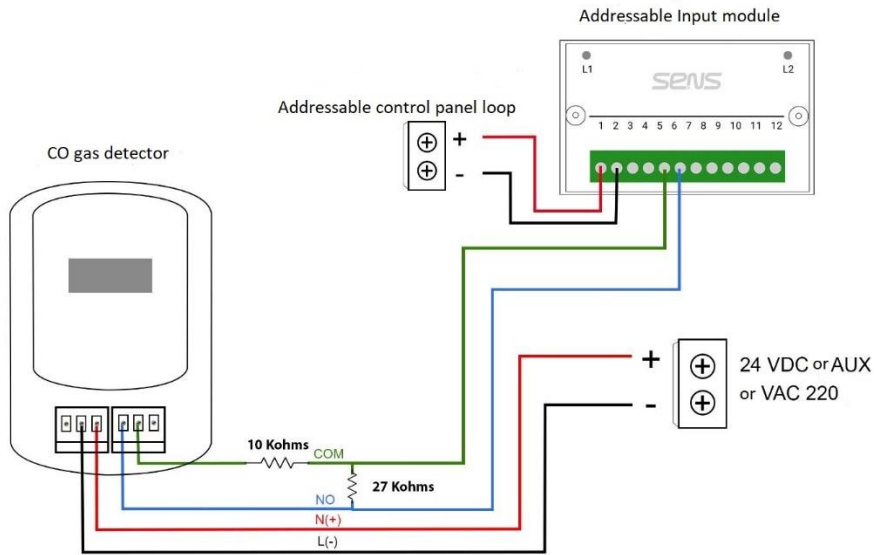 Addressable Input module
L1
L2
SENS
1 2 3 4 5 6 7 8 9 10 11 12
Addressable control panel loop
+
-
CO gas detector
+
24 VDC or AUX
or VAC 220
-
10 Kohms
COM
27 Kohms
NO
N(+)
L(-)